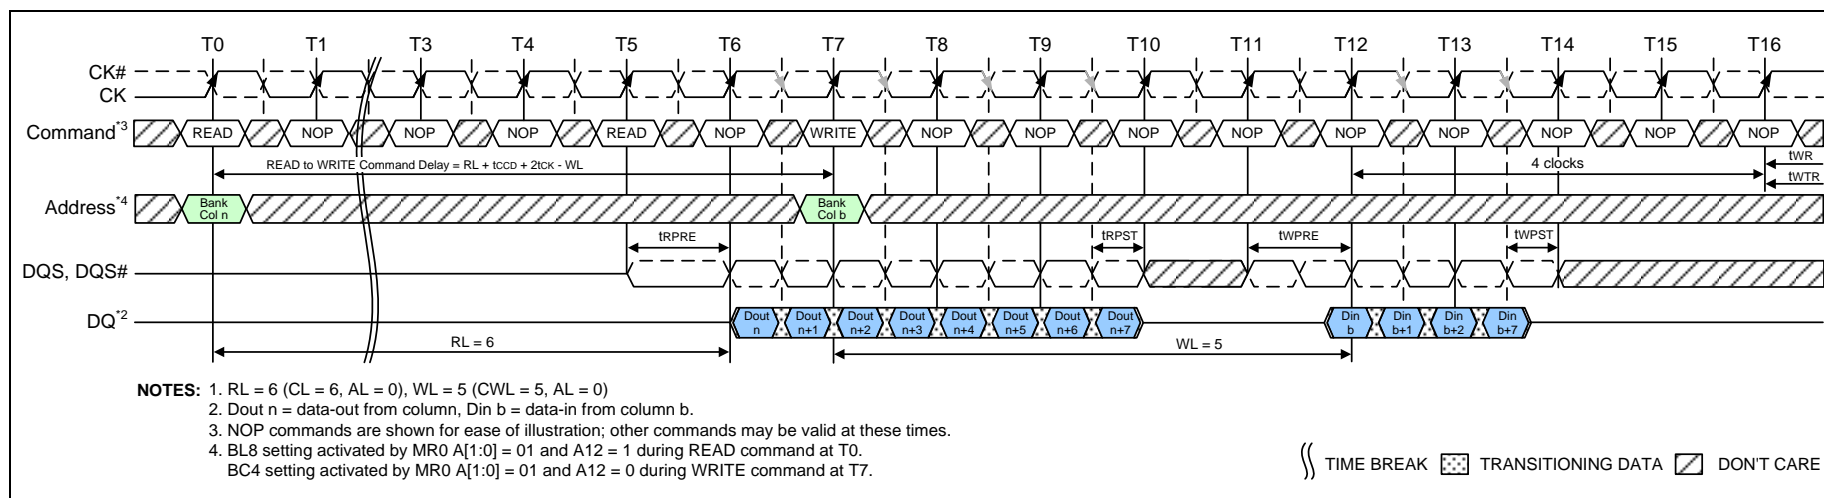 T0 T1 T3 T4 T5 T6 T7 T8 T9 T10 T11 T12 T13 T14 T15 T16
CK#
CK
Command*3 READ NOP NOP NOP READ NOP WRITE NOP NOP NOP NOP NOP NOP NOP NOP NOP
READ to WRITE Command Delay = RL + tCCD + 2tCK - WL
4 clocks
tWR
tWTR
Address*4
Bank
Col n
Bank
Col b
tRPRE tRPST tWPRE tWPST
DQS, DQS#
DQ*2
Dout
n
Dout
n+1
Dout
n+2
Dout
n+3
Dout
n+4
Dout
n+5
Dout
n+6
Dout
n+7
Din
b
Din
b+1
Din
b+2
Din
b+7
RL = 6
WL = 5
NOTES: 1. RL = 6 (CL = 6, AL = 0), WL = 5 (CWL = 5, AL = 0)
2. Dout n = data-out from column, Din b = data-in from column b.
3. NOP commands are shown for ease of illustration; other commands may be valid at these times.
4. BL8 setting activated by MR0 A[1:0] = 01 and A12 = 1 during READ command at T0.
BC4 setting activated by MR0 A[1:0] = 01 and A12 = 0 during WRITE command at T7.
TIME BREAK TRANSITIONING DATA DON'T CARE